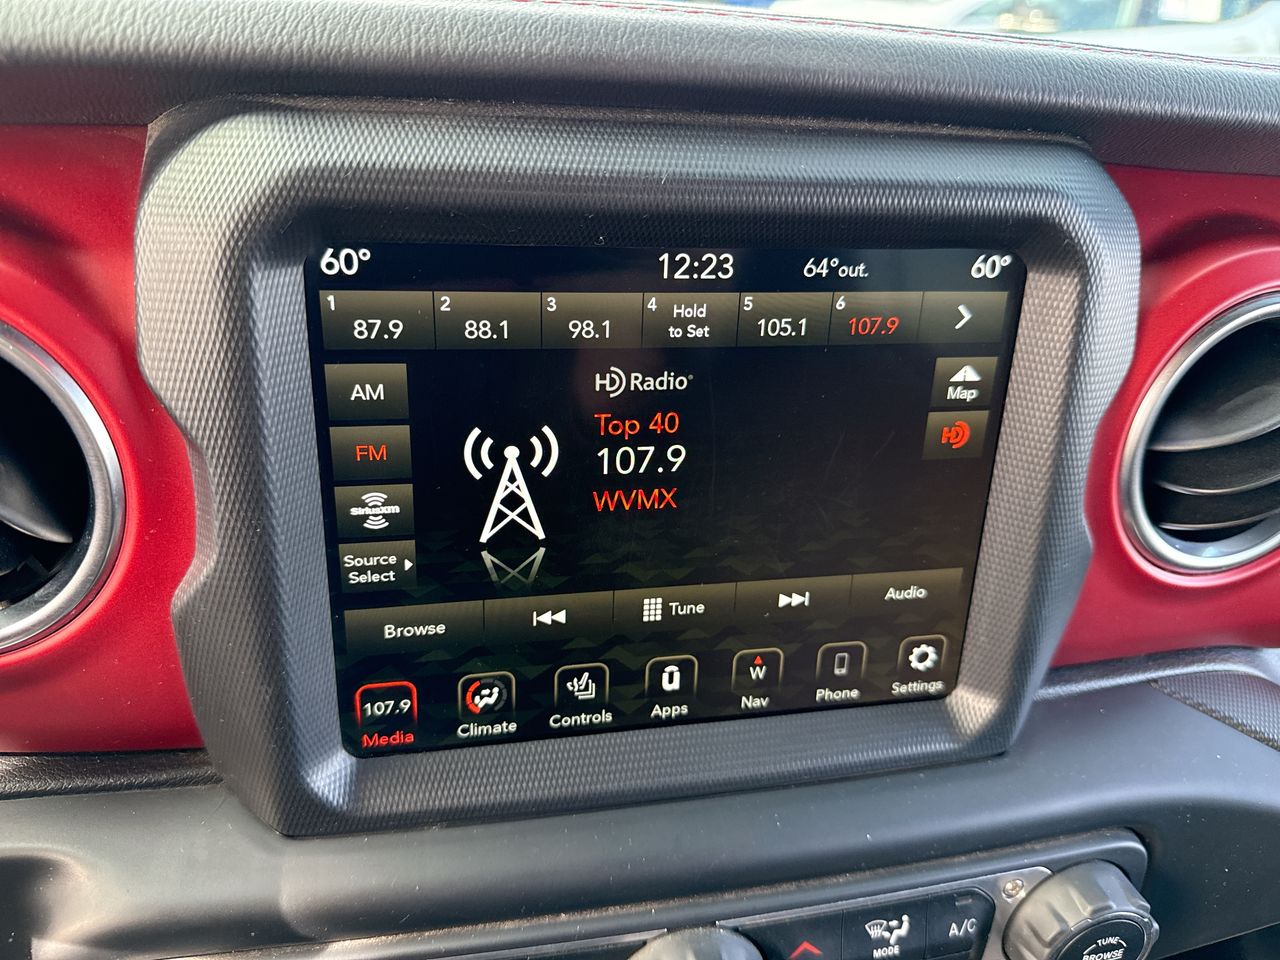 60° 12:23 64°out. 60°
1 2 3 4 5 6
87.9 88.1 98.1 Hold to Set 105.1 107.9
AM
FM
SiriusXM
Source
Select
HD Radio®
Top 40
107.9
WVMX
Map
HD
Browse Tune Audio
107.9 W
Media Climate Controls Apps Nav Phone Settings
MODE A/C
TUNE
BROWSE